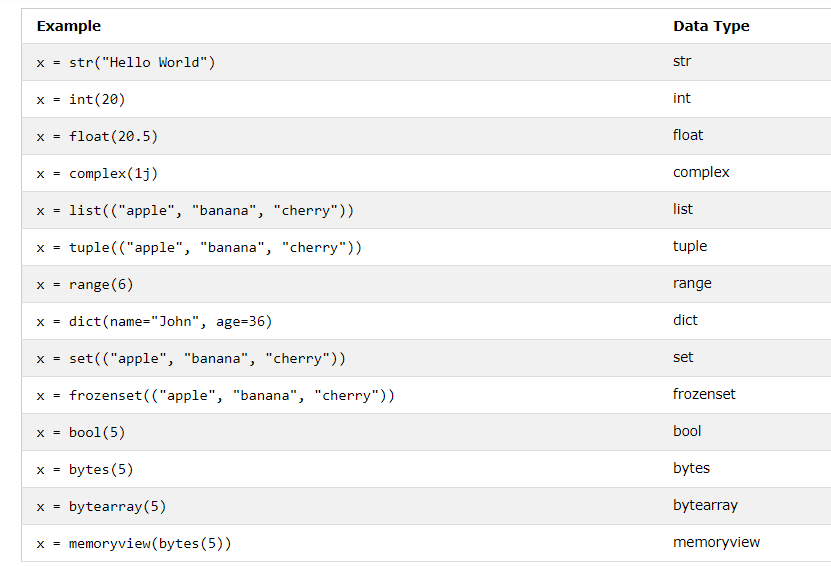 Example Data Type
x = str("Hello World") str
x = int(20) int
x = float(20.5) float
x = complex(1j) complex
x = list(("apple", "banana", "cherry")) list
x = tuple(("apple", "banana", "cherry")) tuple
x = range(6) range
x = dict(name="John", age=36) dict
x = set(("apple", "banana", "cherry")) set
x = frozenset(("apple", "banana", "cherry")) frozenset
x = bool(5) bool
x = bytes(5) bytes
x = bytearray(5) bytearray
x = memoryview(bytes(5)) memoryview